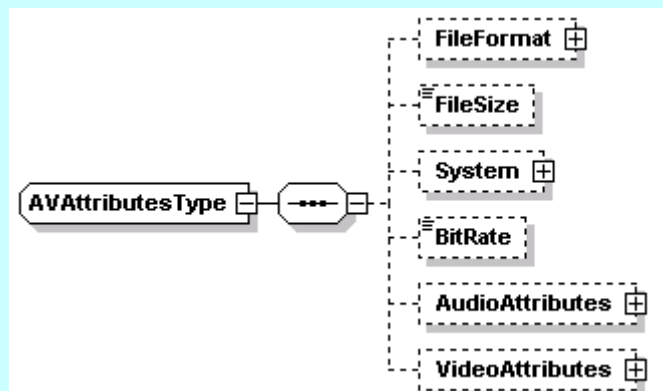 FileFormat
FileSize
System
AVAttributesType
BitRate
AudioAttributes
VideoAttributes